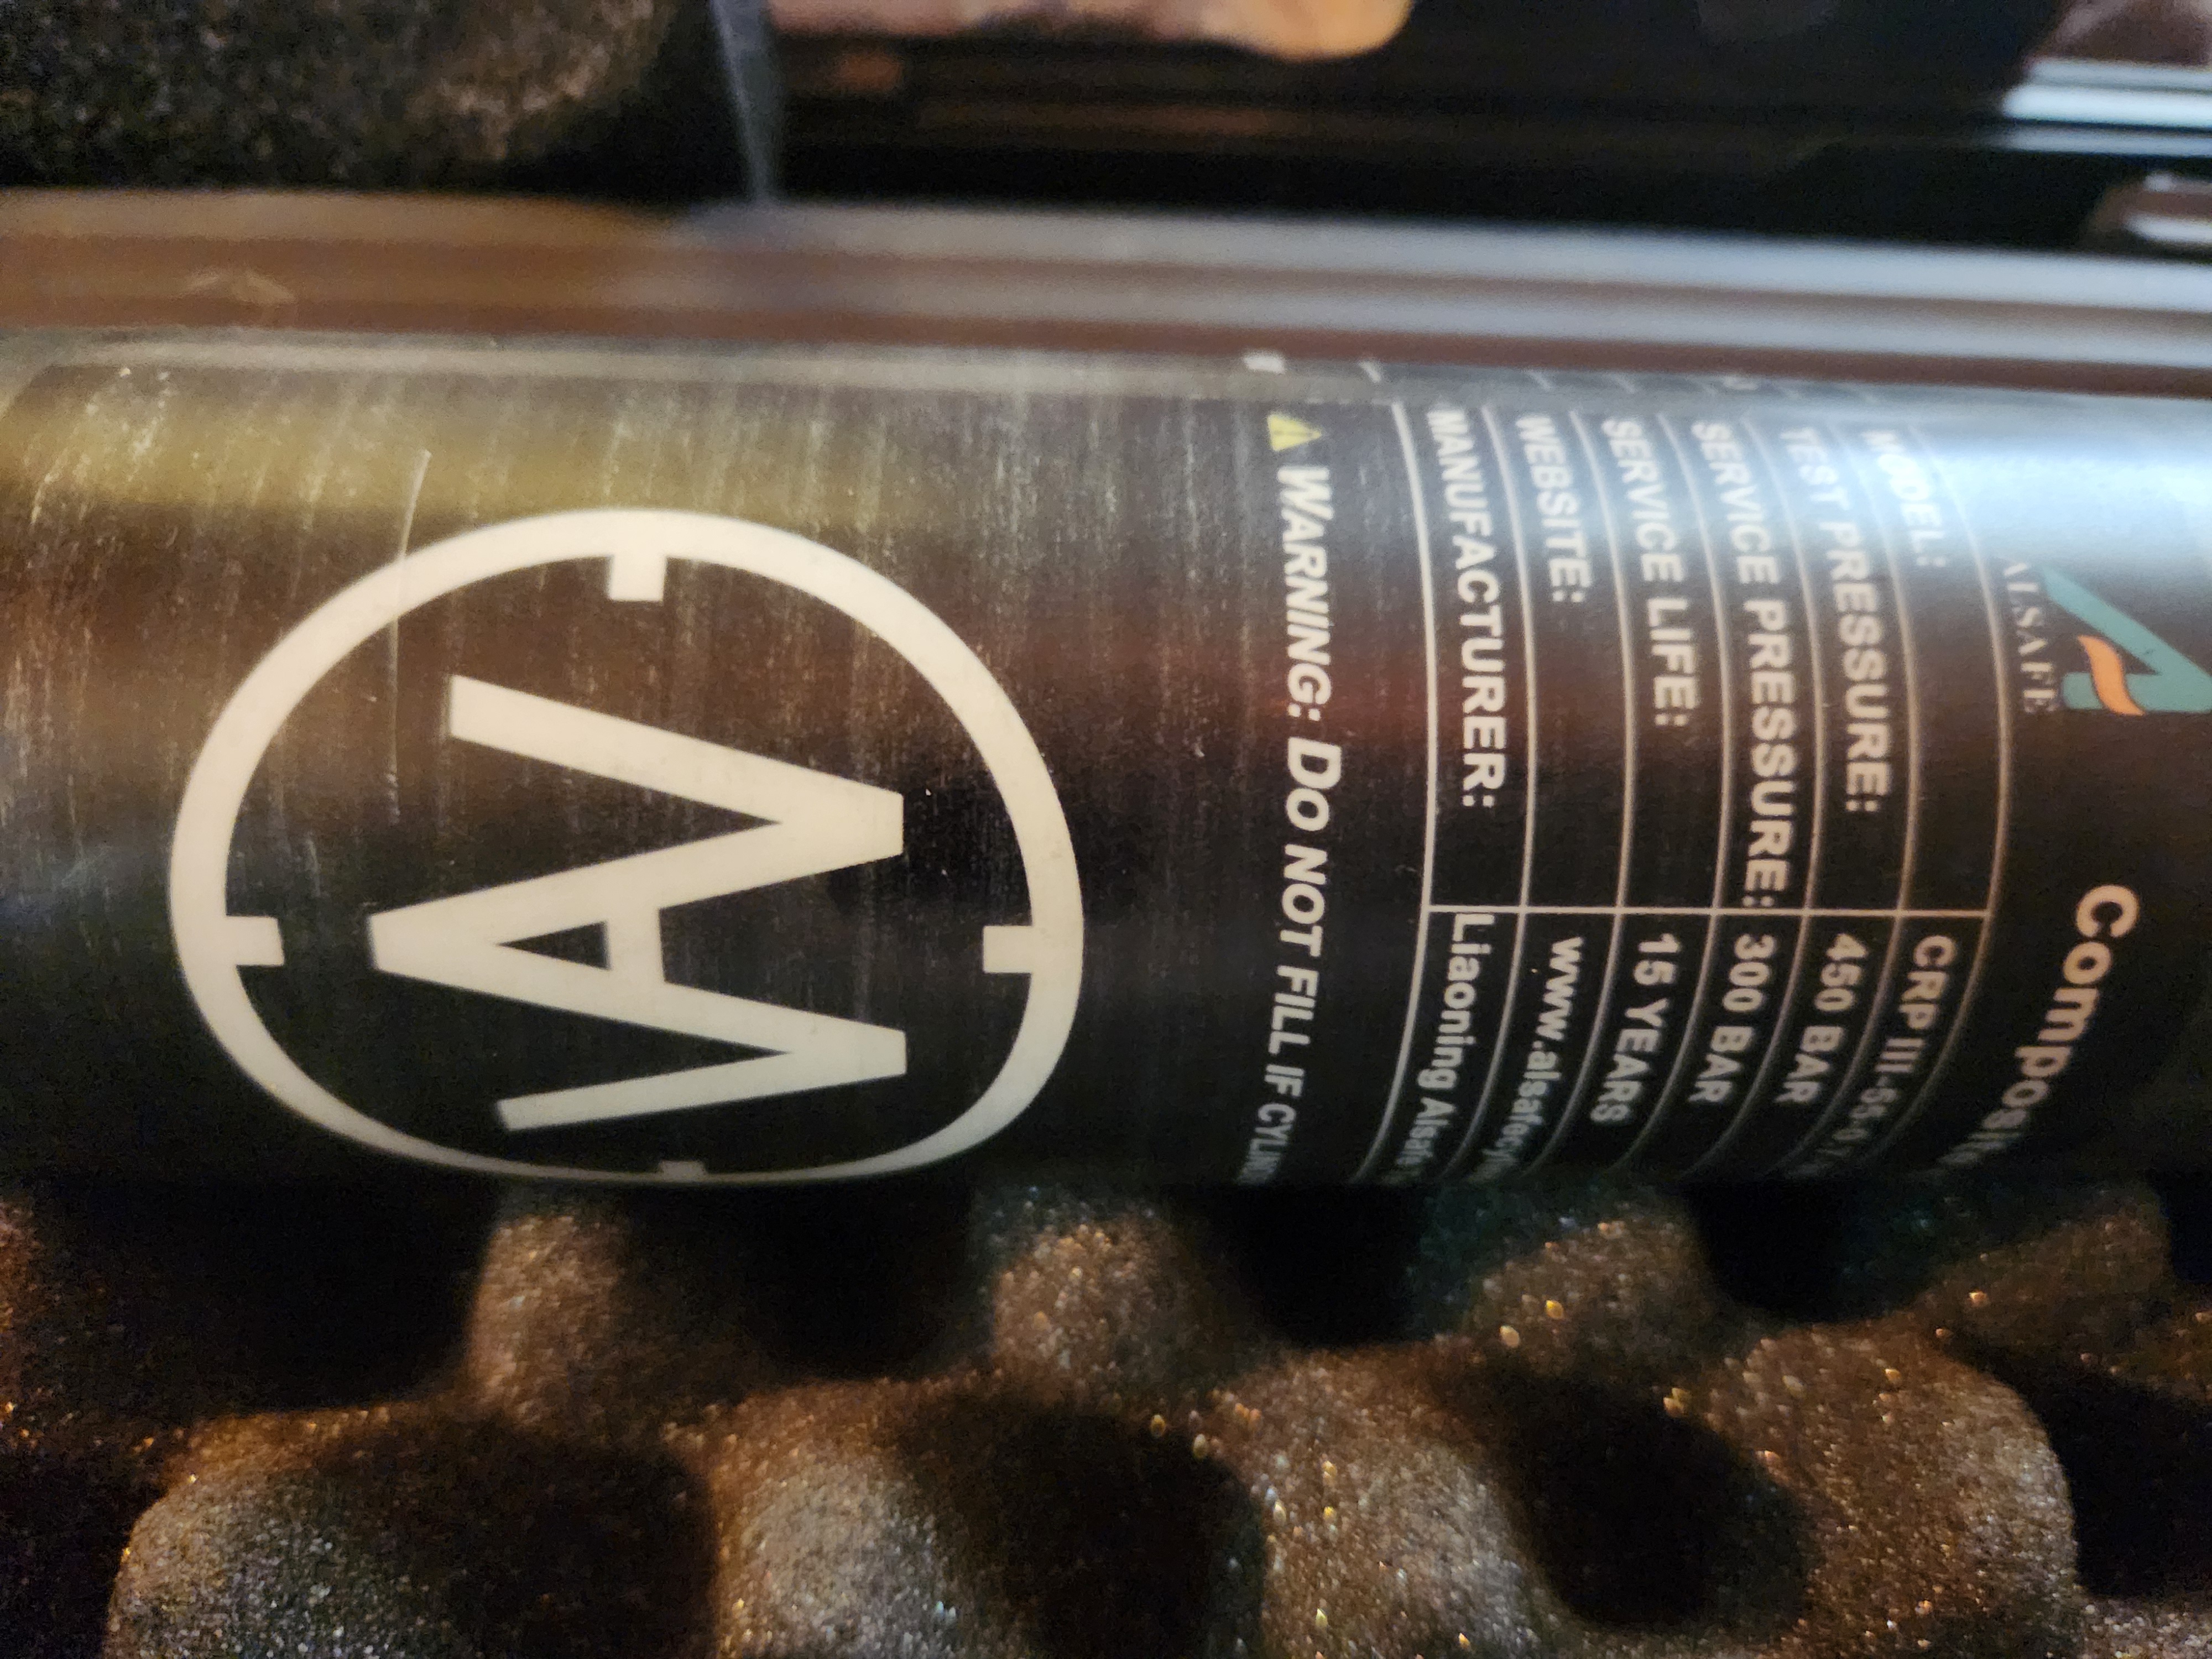 ALSAFE
MODEL: CRP III-
TEST PRESSURE: 450 BAR
SERVICE PRESSURE: 300 BAR
SERVICE LIFE: 15 YEARS
WEBSITE:
MANUFACTURER: Liaoning
WARNING: DO NOT FILL IF